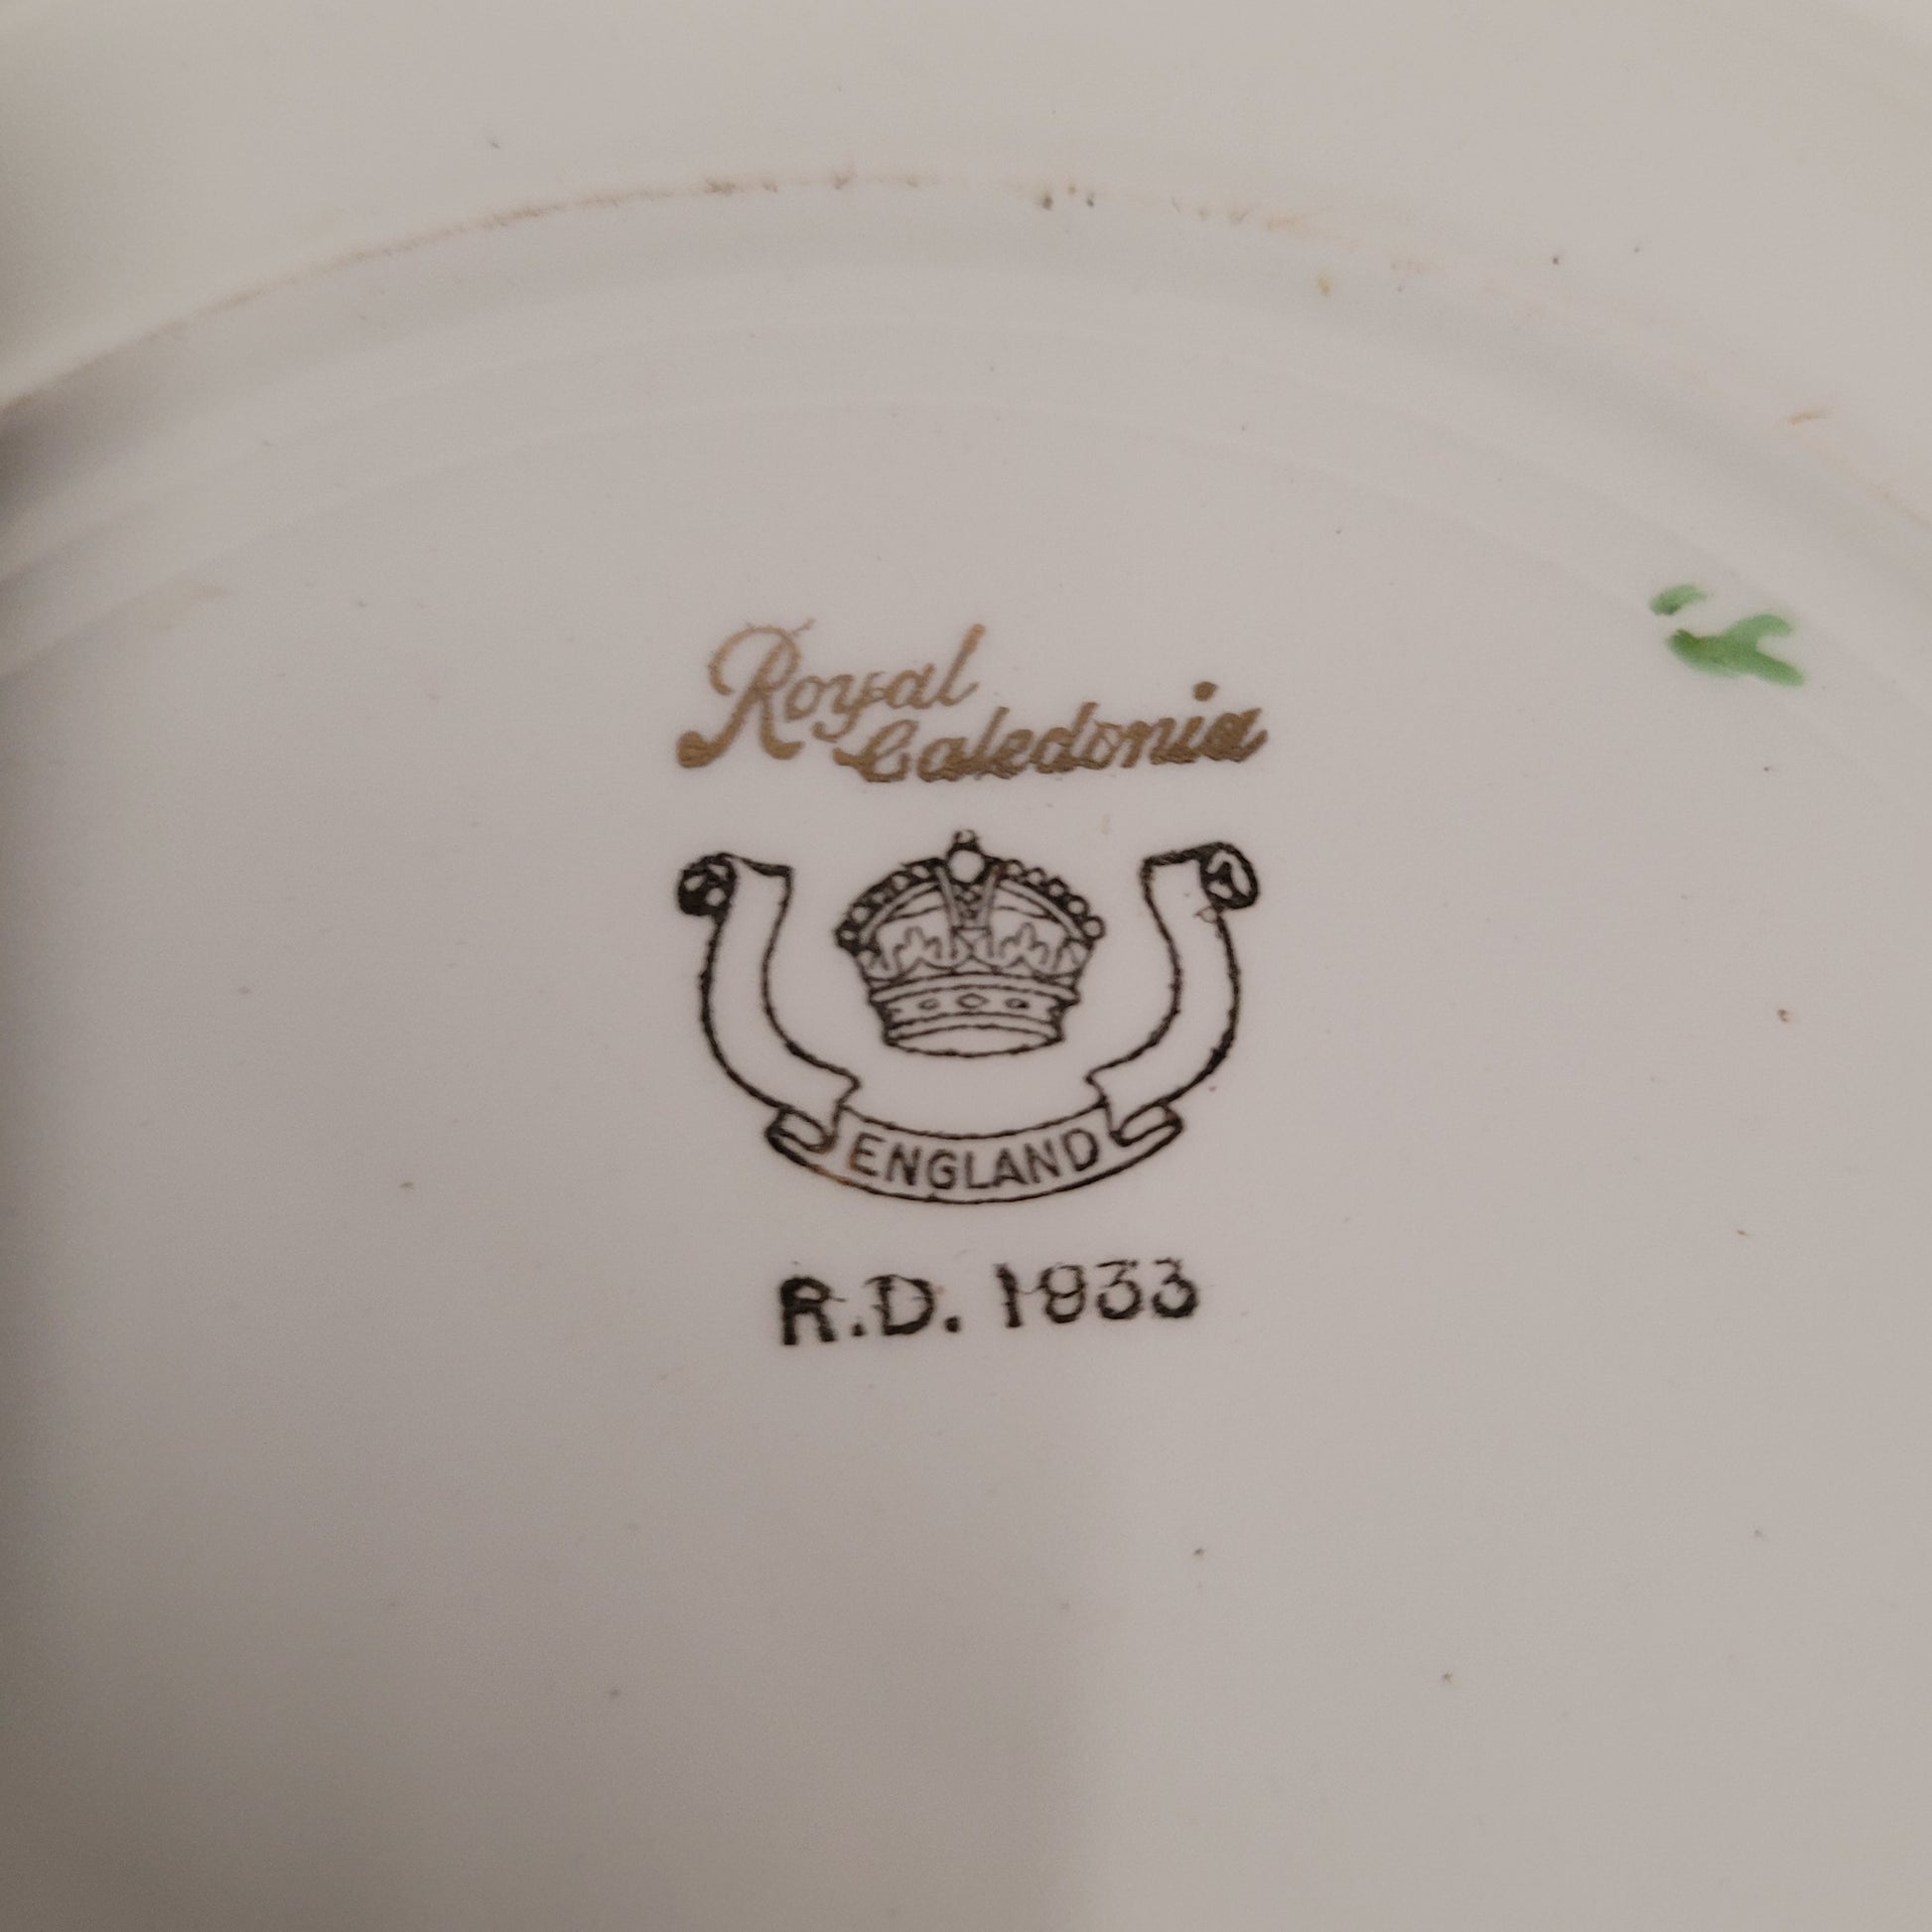 Royal
Caledonia
ENGLAND
R.D. 1933